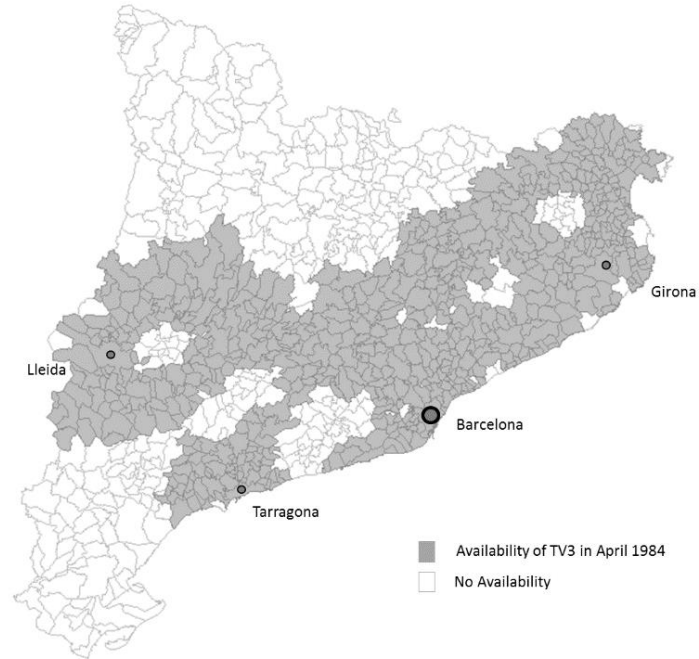 Girona
Lleida
Barcelona
Tarragona
Availability of TV3 in April 1984
No Availability